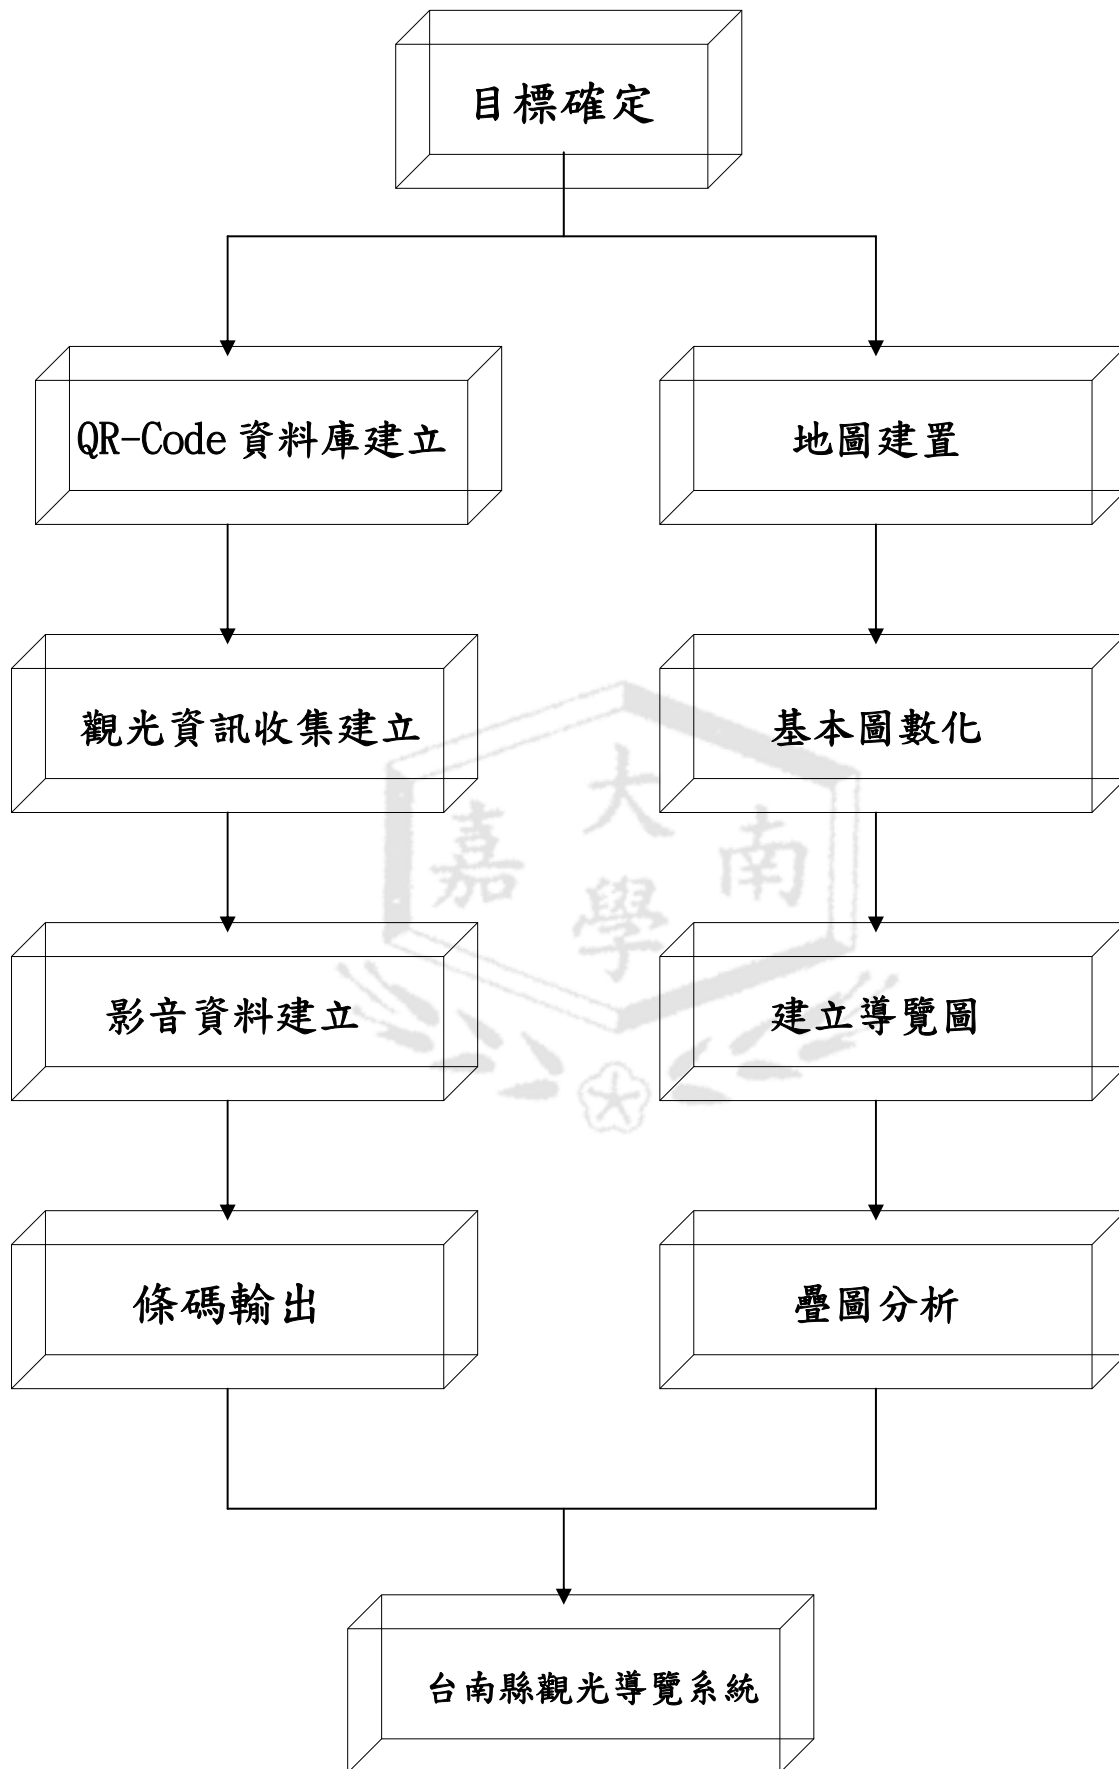 目標確定
QR-Code 資料庫建立
地圖建置
觀光資訊收集建立
基本圖數化
大
嘉
南
學
影音資料建立
建立導覽圖
條碼輸出
疊圖分析
台南縣觀光導覽系統